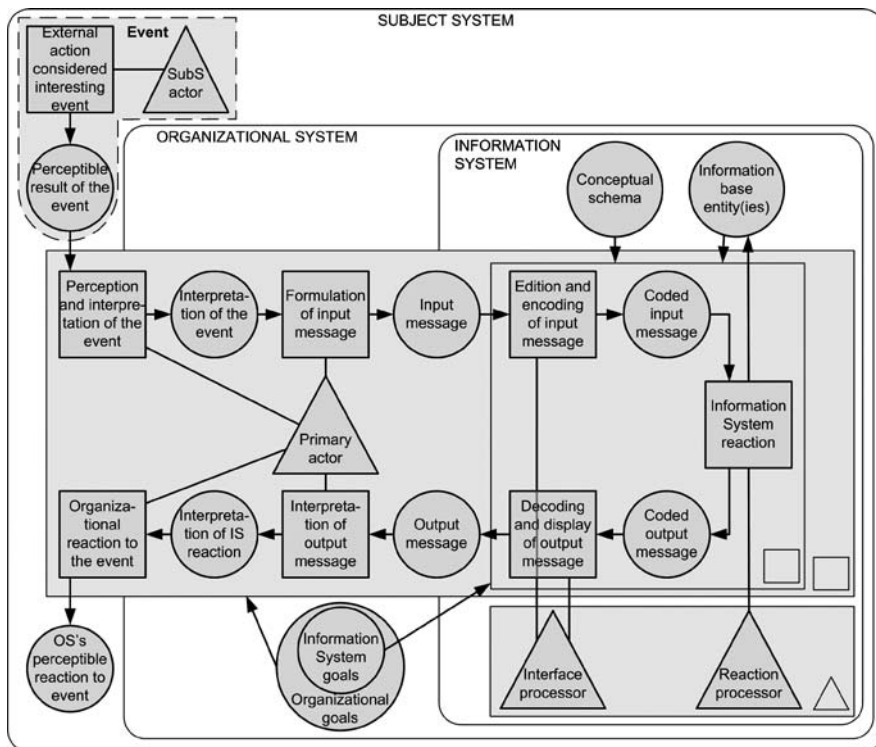 SUBJECT SYSTEM
External
action
considered
interesting
event
Event
SubS
actor
Perceptible
result of the
event
ORGANIZATIONAL SYSTEM
INFORMATION
SYSTEM
Conceptual
schema
Information
base
entity(ies)
Perception
and interpre-
tation of the
event
Interpreta-
tion of the
event
Formulation
of input
message
Input
message
Edition and
encoding
of input
message
Coded
input
message
Information
System
reaction
Primary
actor
Organiza-
tional
reaction to
the event
Interpreta-
tion of IS
reaction
Interpreta-
tion of
output
message
Output
message
Decoding
and display
of output
message
Coded
output
message
OS's
perceptible
reaction to
event
Information
System
goals
Organizational
goals
Interface
processor
Reaction
processor